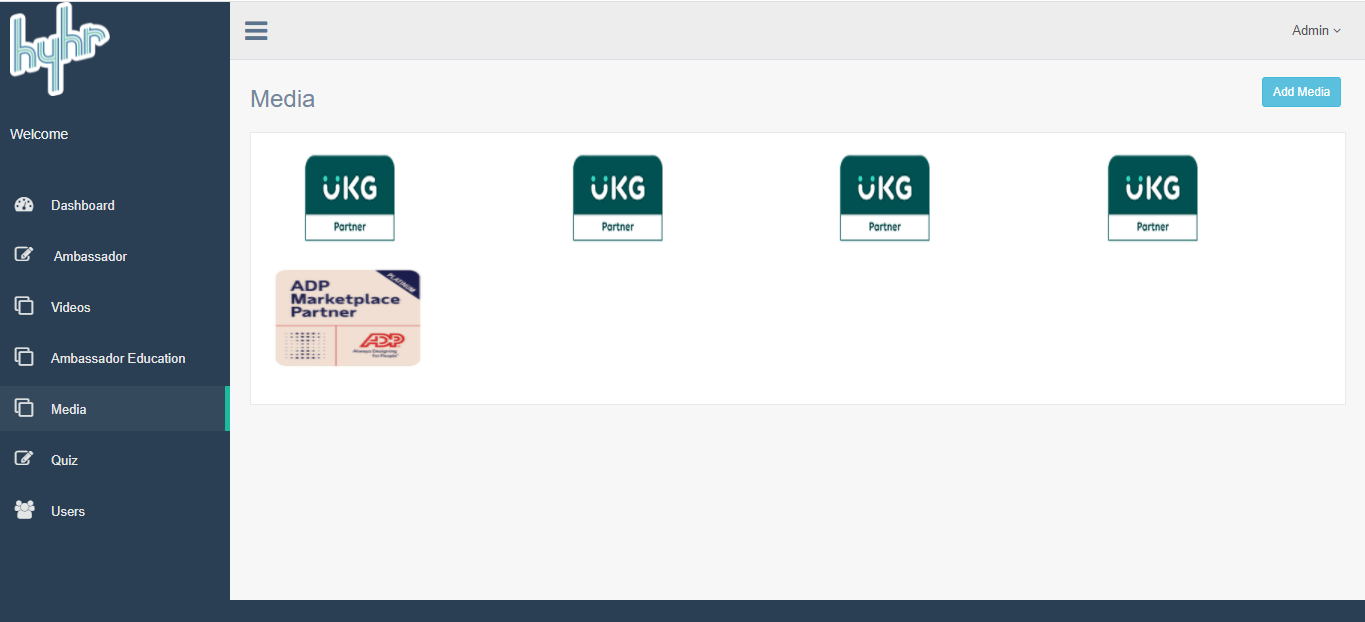 hyhr
Admin
Media
Add Media
Welcome
Dashboard
Ambassador
Videos
Ambassador Education
Media
Quiz
Users
UKG
Partner
UKG
Partner
UKG
Partner
UKG
Partner
PLATINUM
ADP
Marketplace
Partner
ADP
Always Designing
for People